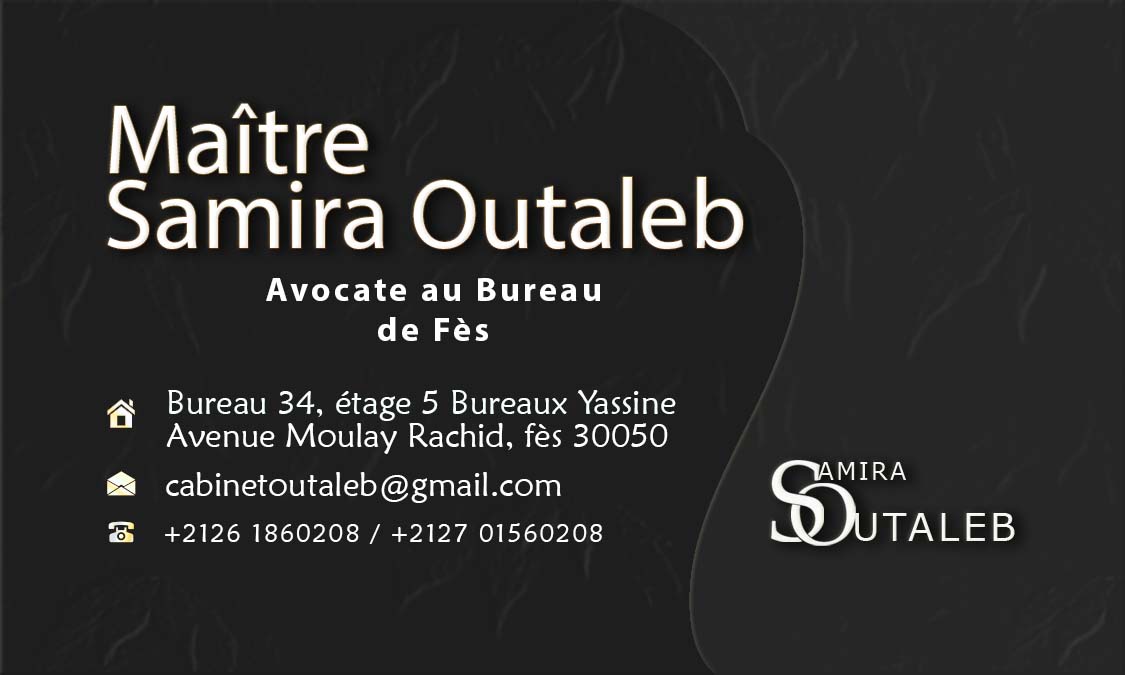 Maître
Samira Outaleb
Avocate au Bureau
de Fès
Bureau 34, étage 5 Bureaux Yassine
Avenue Moulay Rachid, fès 30050
cabinetoutaleb@gmail.com
+2126 1860208 / +2127 01560208
SAMIRA
OUTALEB